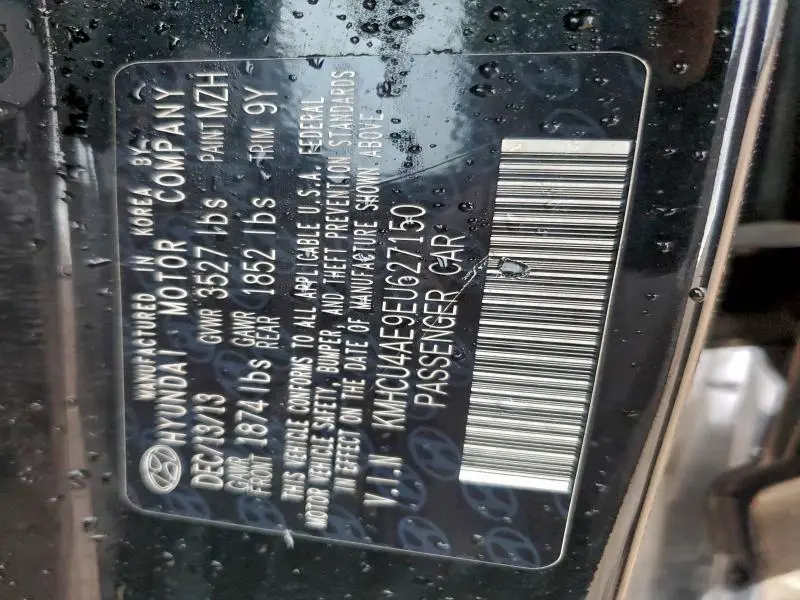 MANUFACTURED IN KOREA BY
HYUNDAI MOTOR COMPANY
DEC/13/13 GVWR 3527 lbs PAINT MZH
GAWR FRONT 1874 lbs GAWR REAR 1852 lbs TRIM 9Y
THIS VEHICLE CONFORMS TO ALL APPLICABLE U.S.A. FEDERAL
MOTOR VEHICLE SAFETY, BUMPER, AND THEFT PREVENTION STANDARDS
IN EFFECT ON THE DATE OF MANUFACTURE SHOWN ABOVE.
V.I.N KMHCU4AE9EU627150
PASSENGER CAR